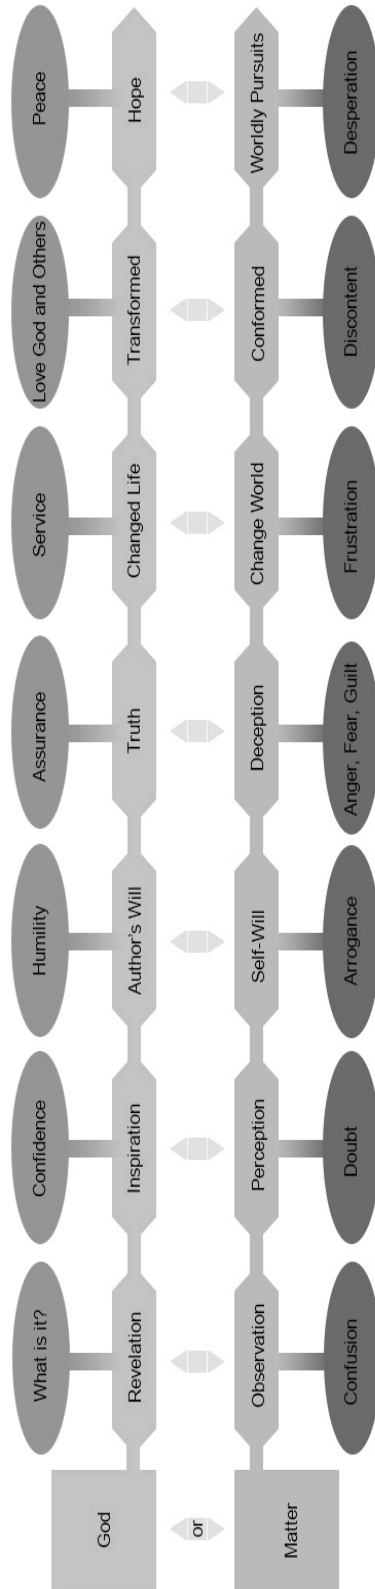 What is it?
Confidence
Humility
Assurance
Service
Love God and Others
Peace
God
Revelation
Inspiration
Author's Will
Truth
Changed Life
Transformed
Hope
or
Matter
Observation
Perception
Self-Will
Deception
Change World
Conformed
Worldly Pursuits
Confusion
Doubt
Arrogance
Anger, Fear, Guilt
Frustration
Discontent
Desperation